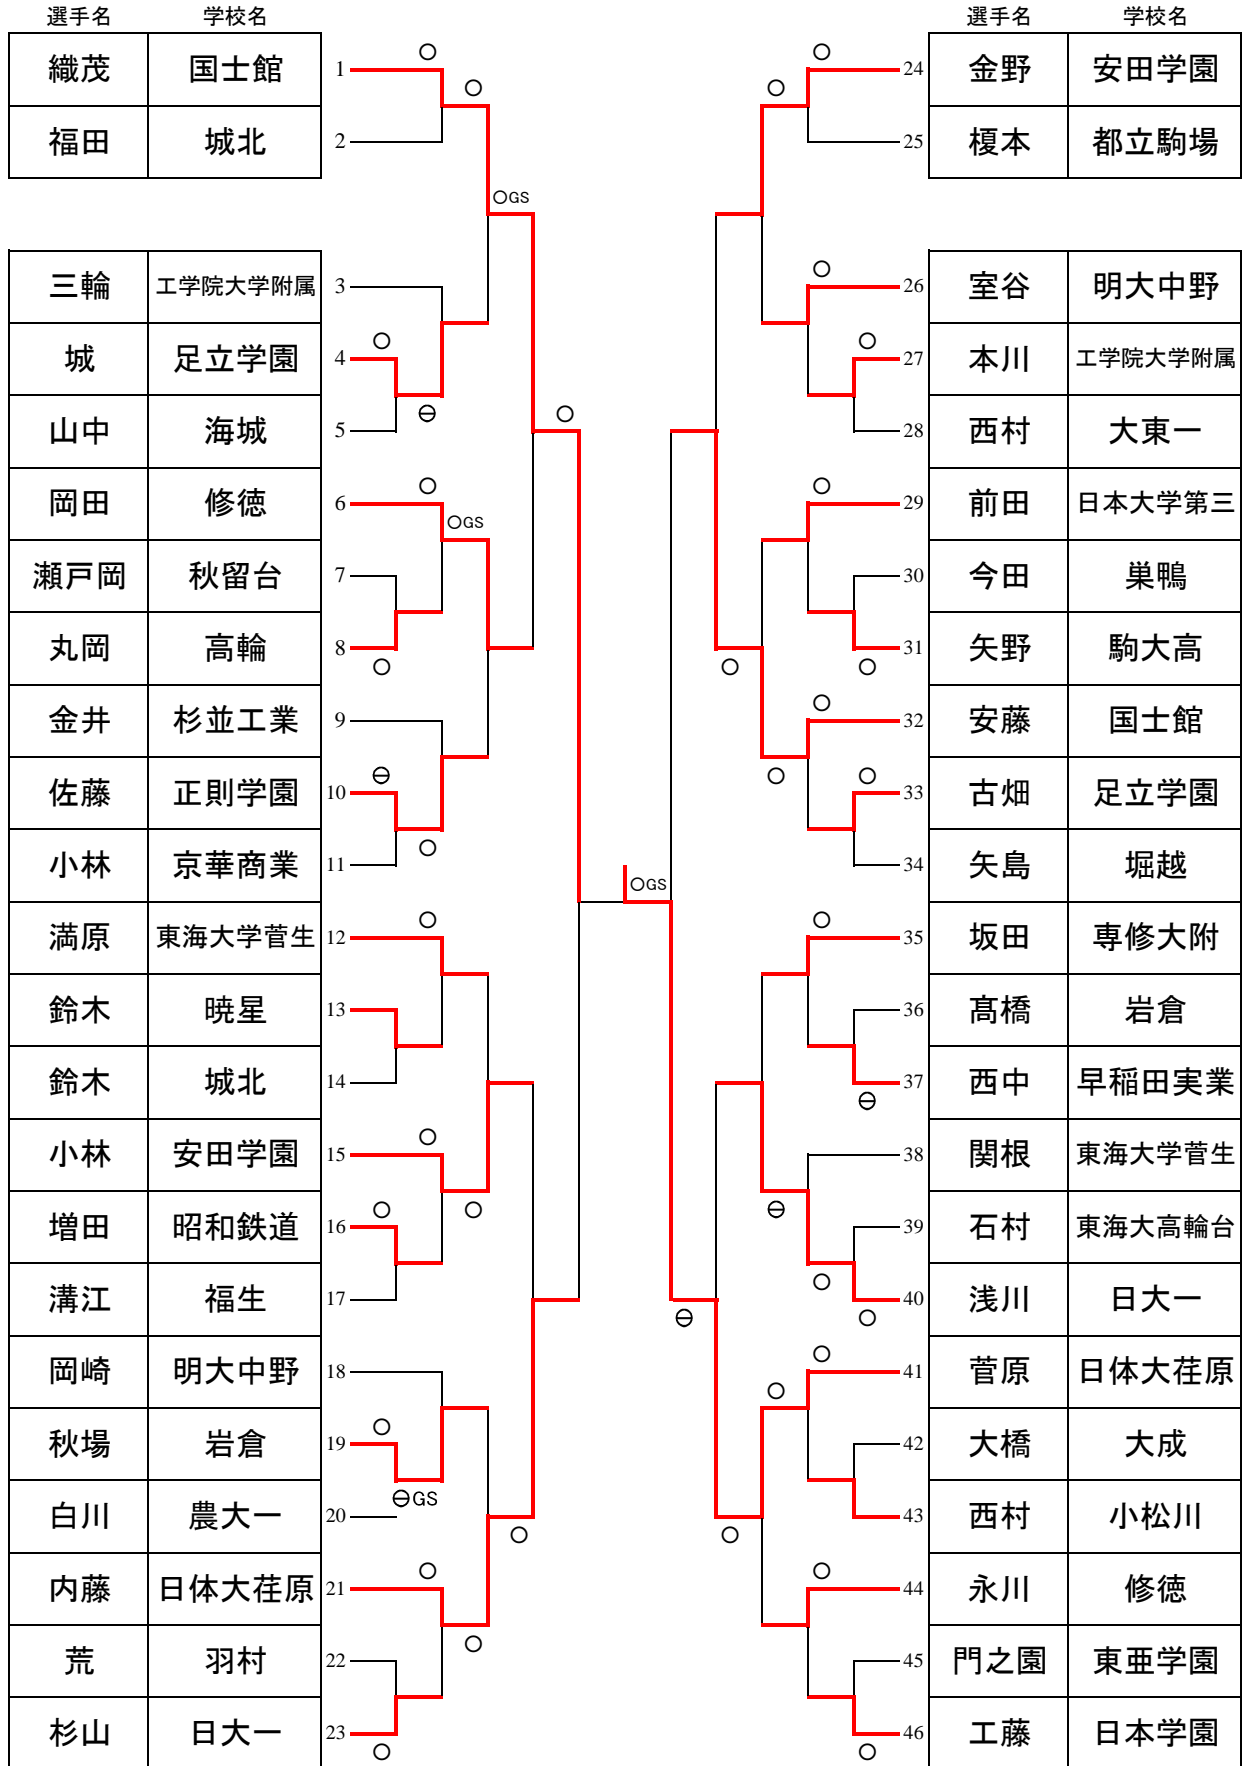 選手名 学校名 選手名 学校名
織茂 国士館 1 ○ ○ 24 金野 安田学園
○ ○
福田 城北 2 25 榎本 都立駒場
○GS
三輪 工学院大学附属 3 ○ 26 室谷 明大中野
城 足立学園 4 ○ ○ 27 本川 工学院大学附属
⊖ ○
山中 海城 5 28 西村 大東一
岡田 修徳 6 ○ ○ 29 前田 日本大学第三
○GS
瀬戸岡 秋留台 7 30 今田 巣鴨
丸岡 高輪 8 31 矢野 駒大高
○ ○ ○
金井 杉並工業 9 ○ 32 安藤 国士館
佐藤 正則学園 10 ⊖ ○ ○ 33 古畑 足立学園
小林 京華商業 11 ○ 34 矢島 堀越
○GS
満原 東海大学菅生 12 ○ ○ 35 坂田 専修大附
鈴木 暁星 13 36 髙橋 岩倉
鈴木 城北 14 37 西中 早稲田実業
⊖
小林 安田学園 15 ○ 38 関根 東海大学菅生
増田 昭和鉄道 16 ○ ○ ⊖ 39 石村 東海大高輪台
溝江 福生 17 ○ 40 浅川 日大一
⊖ ○
岡崎 明大中野 18 ○ 41 菅原 日体大荏原
○
秋場 岩倉 19 ○ 42 大橋 大成
⊖GS
白川 農大一 20 43 西村 小松川
○ ○
内藤 日体大荏原 21 ○ ○ 44 永川 修徳
○
荒 羽村 22 45 門之園 東亜学園
杉山 日大一 23 46 工藤 日本学園
○ ○